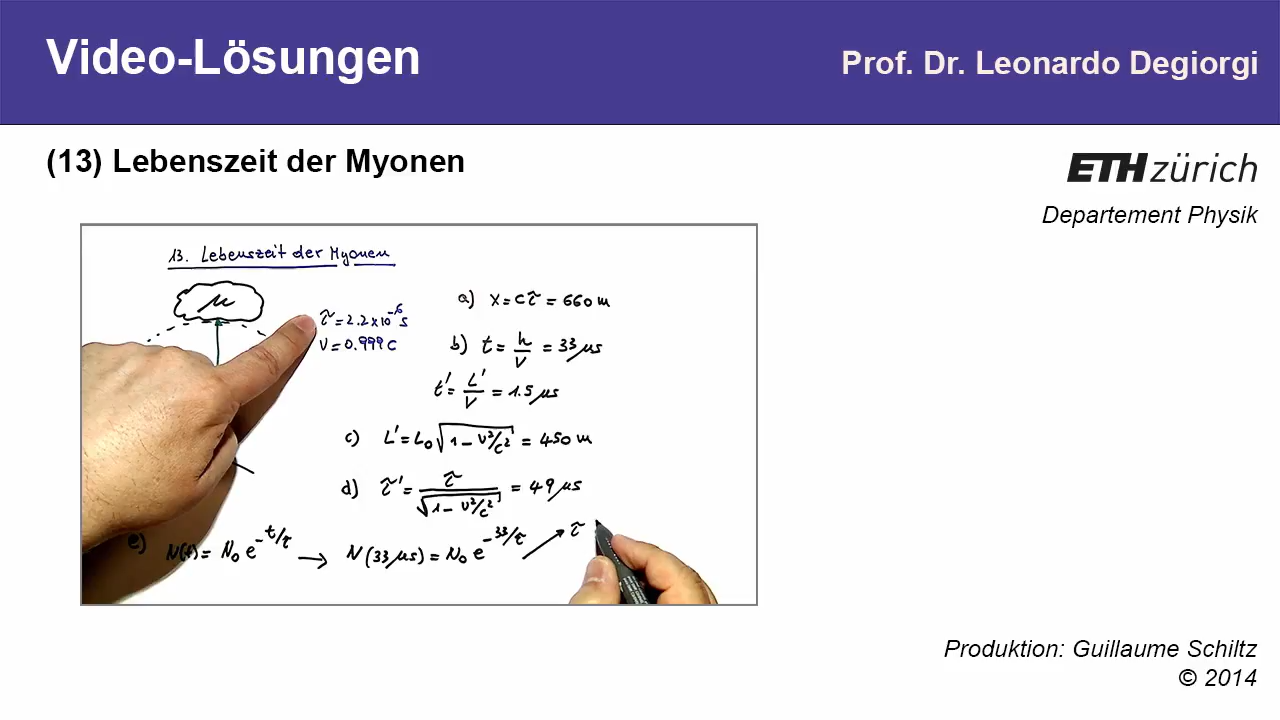 Video-Lösungen
Prof. Dr. Leonardo Degiorgi
(13) Lebenszeit der Myonen
ETH zürich
Departement Physik
13. Lebenszeit der Myonen
μ
τ = 2.2 x 10⁻⁶ s
v = 0.999 c
a) x = cτ = 660 m
b) t = h/v = 33 μs
t' = L'/v = 1.5 μs
c) L' = L₀ √(1 - v²/c²) = 450 m
d) τ' = τ/√(1 - v²/c²) = 49 μs
e) N(t) = N₀ e^(-t/τ) → N(33 μs) = N₀ e^(-33/τ) ↗ τ
Produktion: Guillaume Schiltz
© 2014